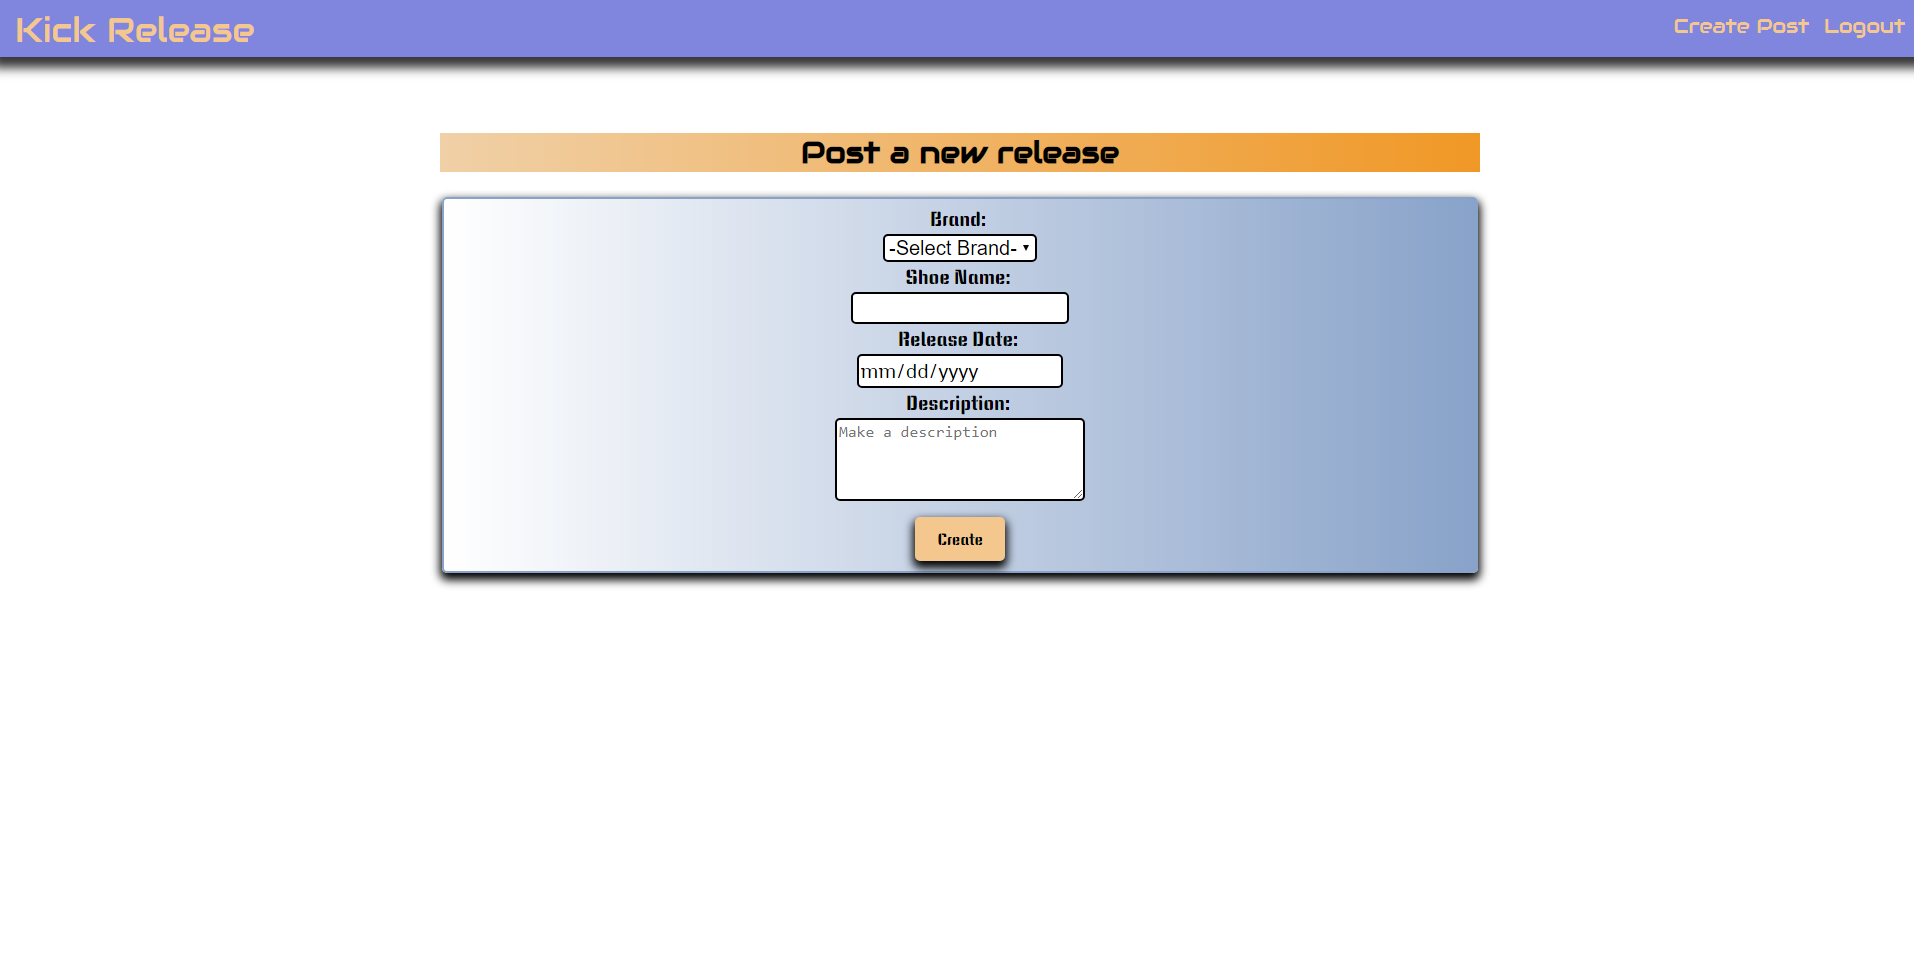 Kick Release
Create Post Logout
Post a new release
Brand:
-Select Brand-
Shoe Name:
Release Date:
mm/dd/yyyy
Description:
Make a description
Create